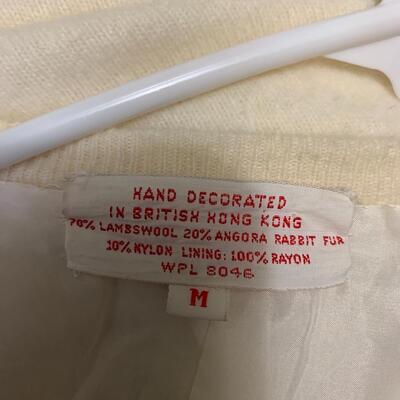 HAND DECORATED
IN BRITISH HONG KONG
70% LAMBSWOOL 20% ANGORA RABBIT FUR
10% NYLON LINING: 100% RAYON
WPL 8046
M